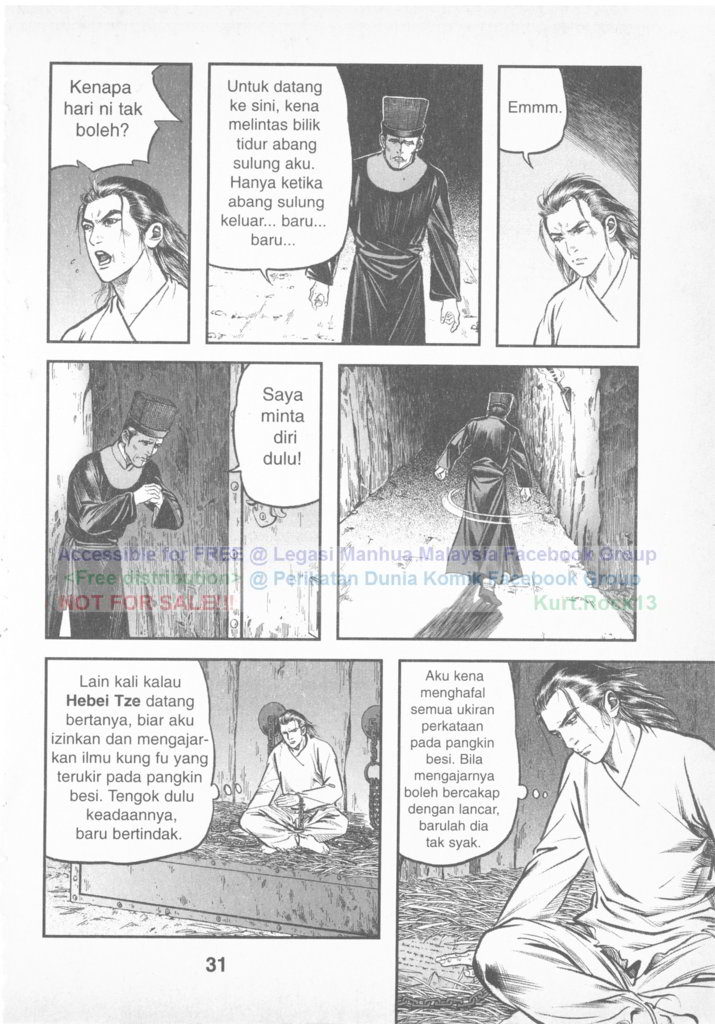 Kenapa
hari ni tak
boleh?
Untuk datang
ke sini, kena
melintas bilik
tidur abang
sulung aku.
Hanya ketika
abang sulung
keluar... baru...
baru...
Emmm.
Saya
minta
diri
dulu!
Accessible for FREE @ Legasi Manhua Malaysia Facebook Group
<Free distribution> @ Perikatan Dunia Komik Facebook Group
NOT FOR SALE!!!
Kurt.Rock13
Lain kali kalau
Hebei Tze datang
bertanya, biar aku
izinkan dan mengajar-
kan ilmu kung fu yang
terukir pada pangkin
besi. Tengok dulu
keadaannya,
baru bertindak.
Aku kena
menghafal
semua ukiran
perkataan
pada pangkin
besi. Bila
mengajarnya
boleh bercakap
dengan lancar,
barulah dia
tak syak.
31